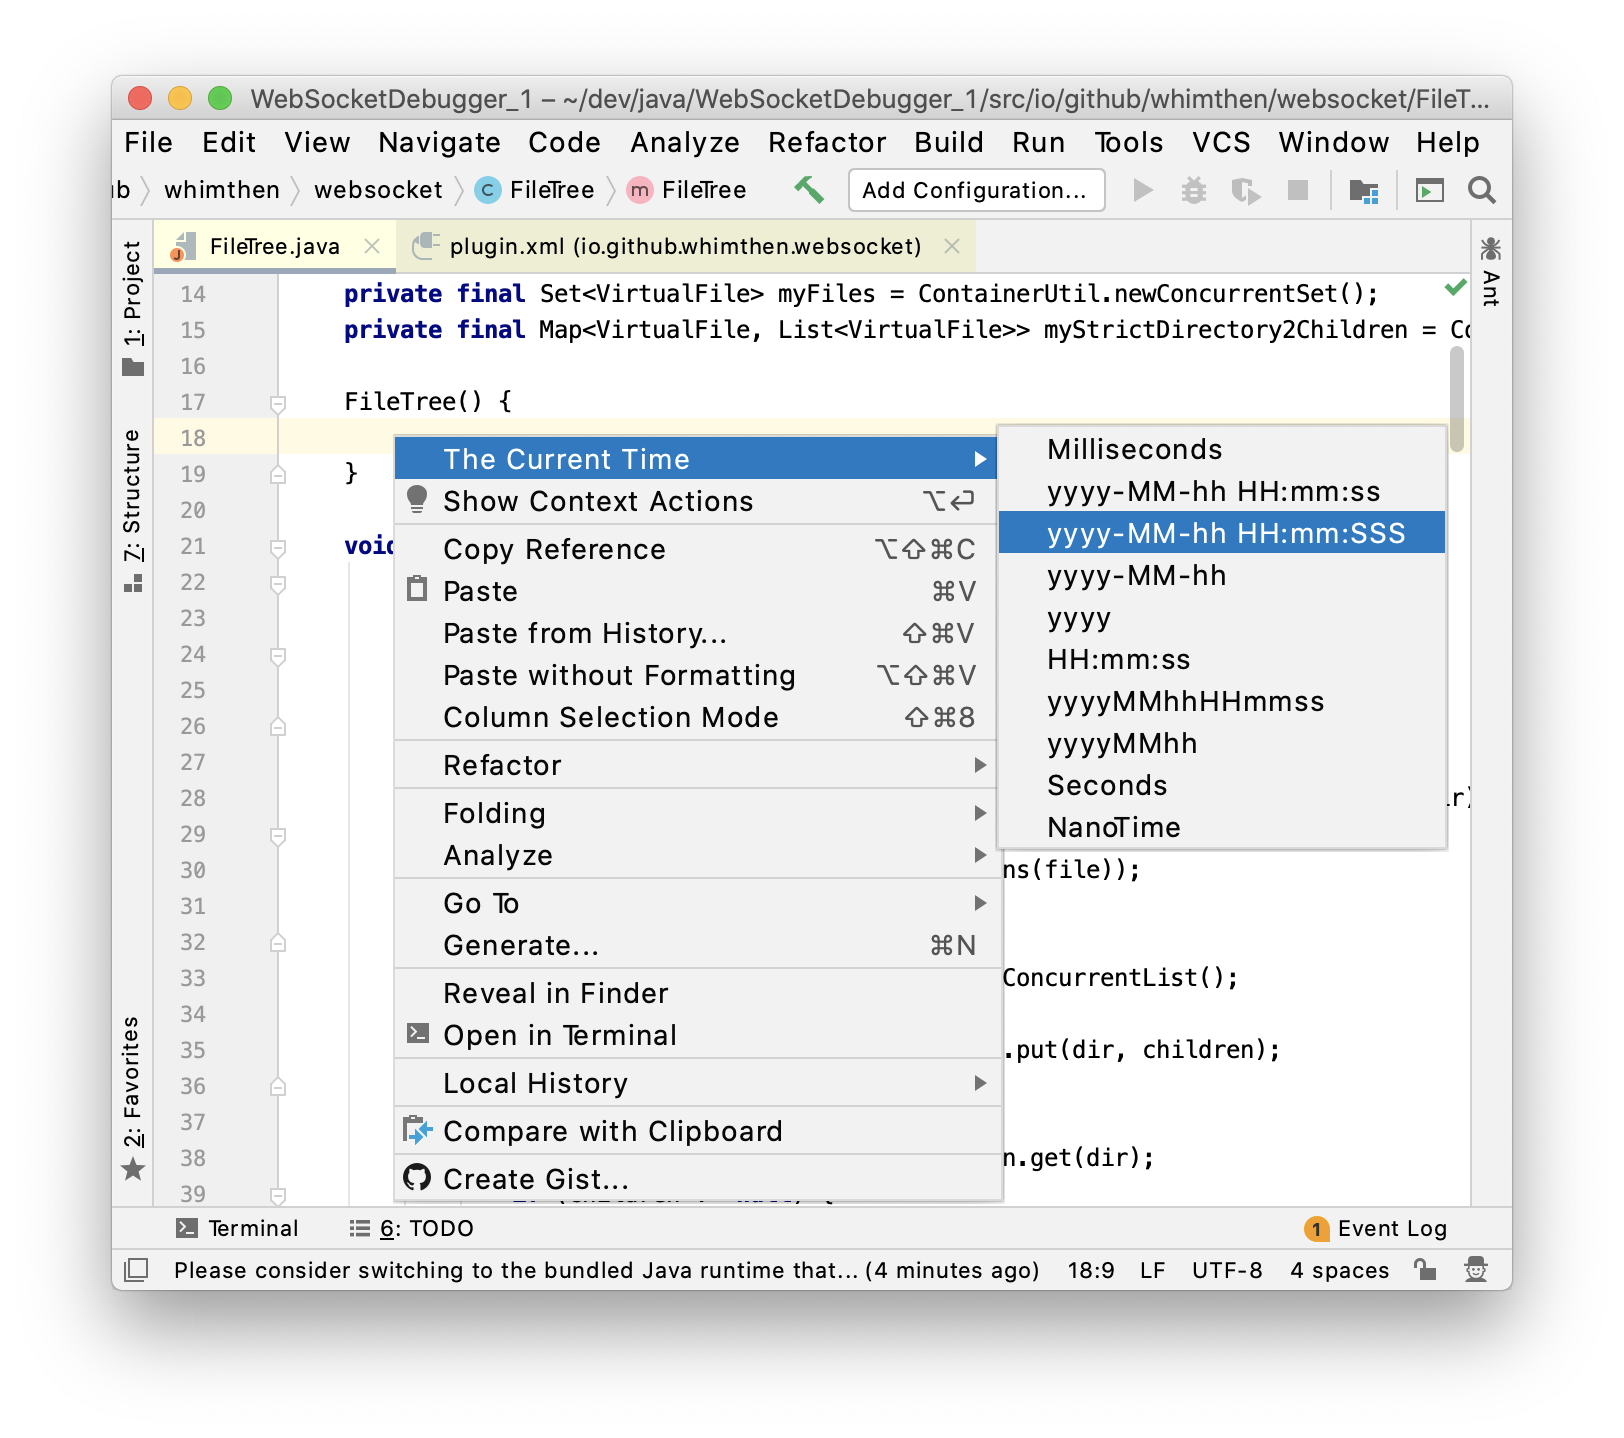 WebSocketDebugger_1 – ~/dev/java/WebSocketDebugger_1/src/io/github/whimthen/websocket/FileT...
File Edit View Navigate Code Analyze Refactor Build Run Tools VCS Window Help
whimthen websocket C FileTree m FileTree Add Configuration...
FileTree.java plugin.xml (io.github.whimthen.websocket)
1: Project
7: Structure
2: Favorites
Ant
14 private final Set<VirtualFile> myFiles = ContainerUtil.newConcurrentSet();
15 private final Map<VirtualFile, List<VirtualFile>> myStrictDirectory2Children = Co
16
17 FileTree() {
18
19 }
20
21 void
22
23
24
25
26
27
28
29
30 ns(file));
31
32
33 ConcurrentList();
34
35 .put(dir, children);
36
37
38 n.get(dir);
39
The Current Time
Show Context Actions ⌥⏎
Copy Reference ⌥⇧⌘C
Paste ⌘V
Paste from History... ⇧⌘V
Paste without Formatting ⌥⇧⌘V
Column Selection Mode ⇧⌘8
Refactor
Folding
Analyze
Go To
Generate... ⌘N
Reveal in Finder
Open in Terminal
Local History
Compare with Clipboard
Create Gist...
Milliseconds
yyyy-MM-hh HH:mm:ss
yyyy-MM-hh HH:mm:SSS
yyyy-MM-hh
yyyy
HH:mm:ss
yyyyMMhhHHmmss
yyyyMMhh
Seconds
NanoTime
Terminal 6: TODO 1 Event Log
Please consider switching to the bundled Java runtime that... (4 minutes ago) 18:9 LF UTF-8 4 spaces